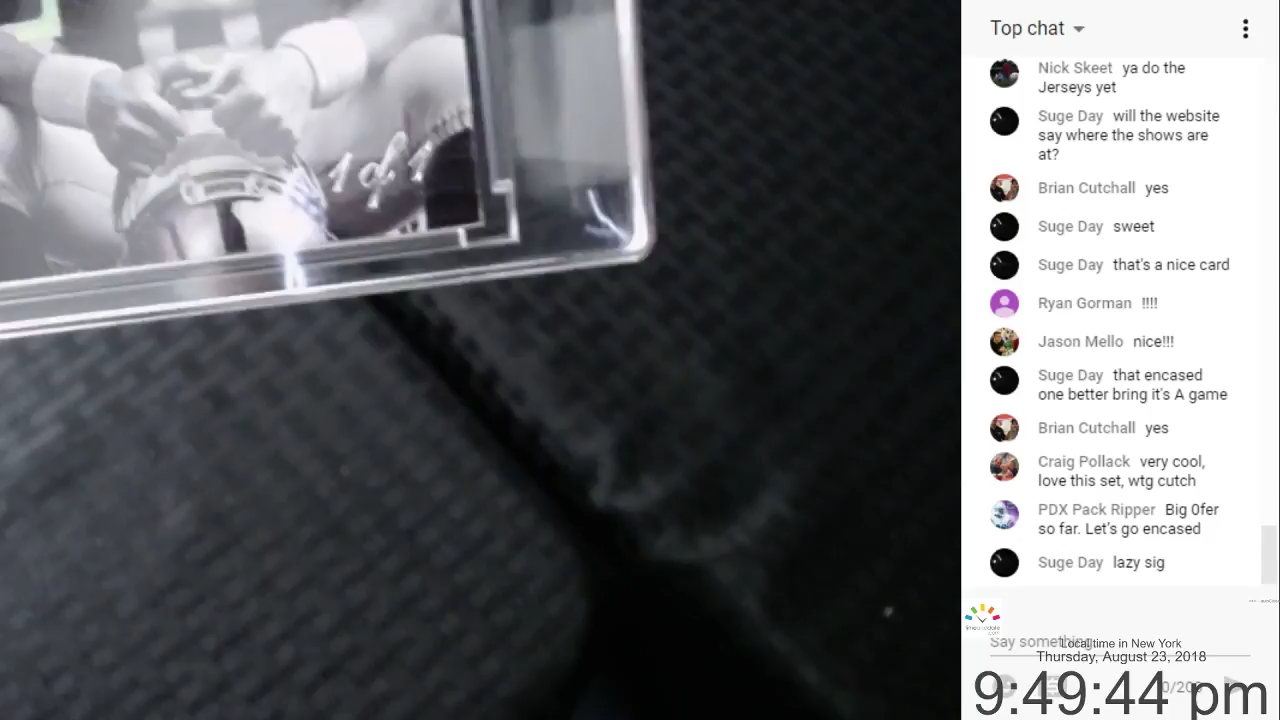 1 of 1
Top chat
Nick Skeet ya do the
Jerseys yet
Suge Day will the website
say where the shows are
at?
Brian Cutchall yes
Suge Day sweet
Suge Day that's a nice card
Ryan Gorman !!!!
Jason Mello nice!!!
Suge Day that encased
one better bring it's A game
Brian Cutchall yes
Craig Pollack very cool,
love this set, wtg cutch
PDX Pack Ripper Big 0fer
so far. Let's go encased
Suge Day lazy sig
Say something...
Local time in New York
Thursday, August 23, 2018
9:49:44 pm